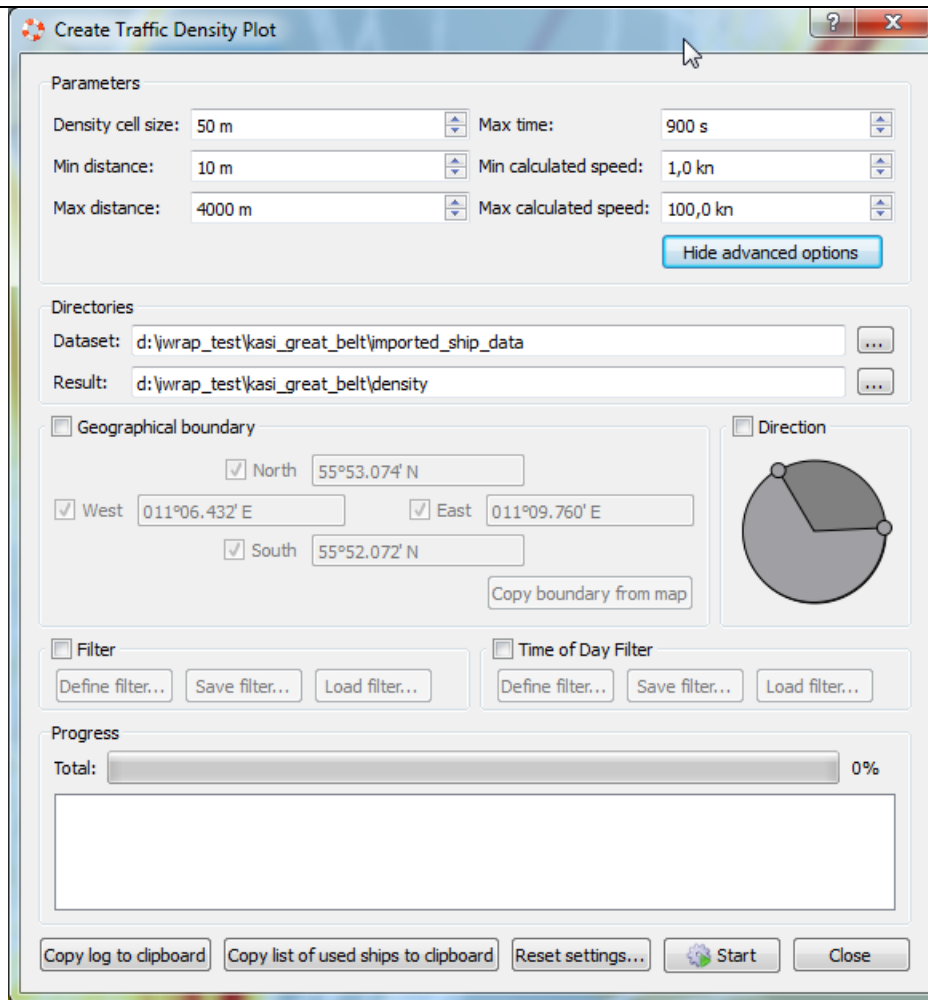 Create Traffic Density Plot
?
Parameters
Density cell size: 50 m Max time: 900 s
Min distance: 10 m Min calculated speed: 1,0 kn
Max distance: 4000 m Max calculated speed: 100,0 kn
Hide advanced options
Directories
Dataset: d:\iwrap_test\kasi_great_belt\imported_ship_data ...
Result: d:\iwrap_test\kasi_great_belt\density ...
Geographical boundary Direction
North 55°53.074' N
West 011°06.432' E East 011°09.760' E
South 55°52.072' N
Copy boundary from map
Filter Time of Day Filter
Define filter... Save filter... Load filter... Define filter... Save filter... Load filter...
Progress
Total: 0%
Copy log to clipboard Copy list of used ships to clipboard Reset settings... Start Close